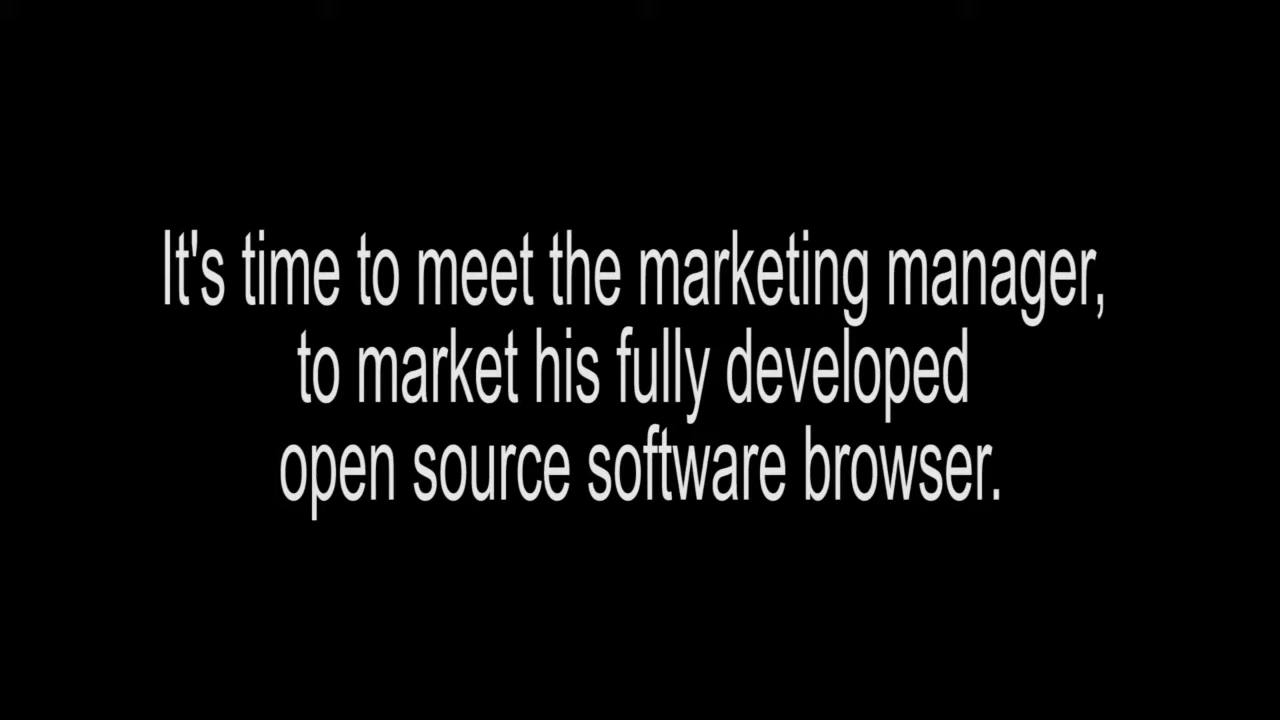 It's time to meet the marketing manager,
to market his fully developed
open source software browser.